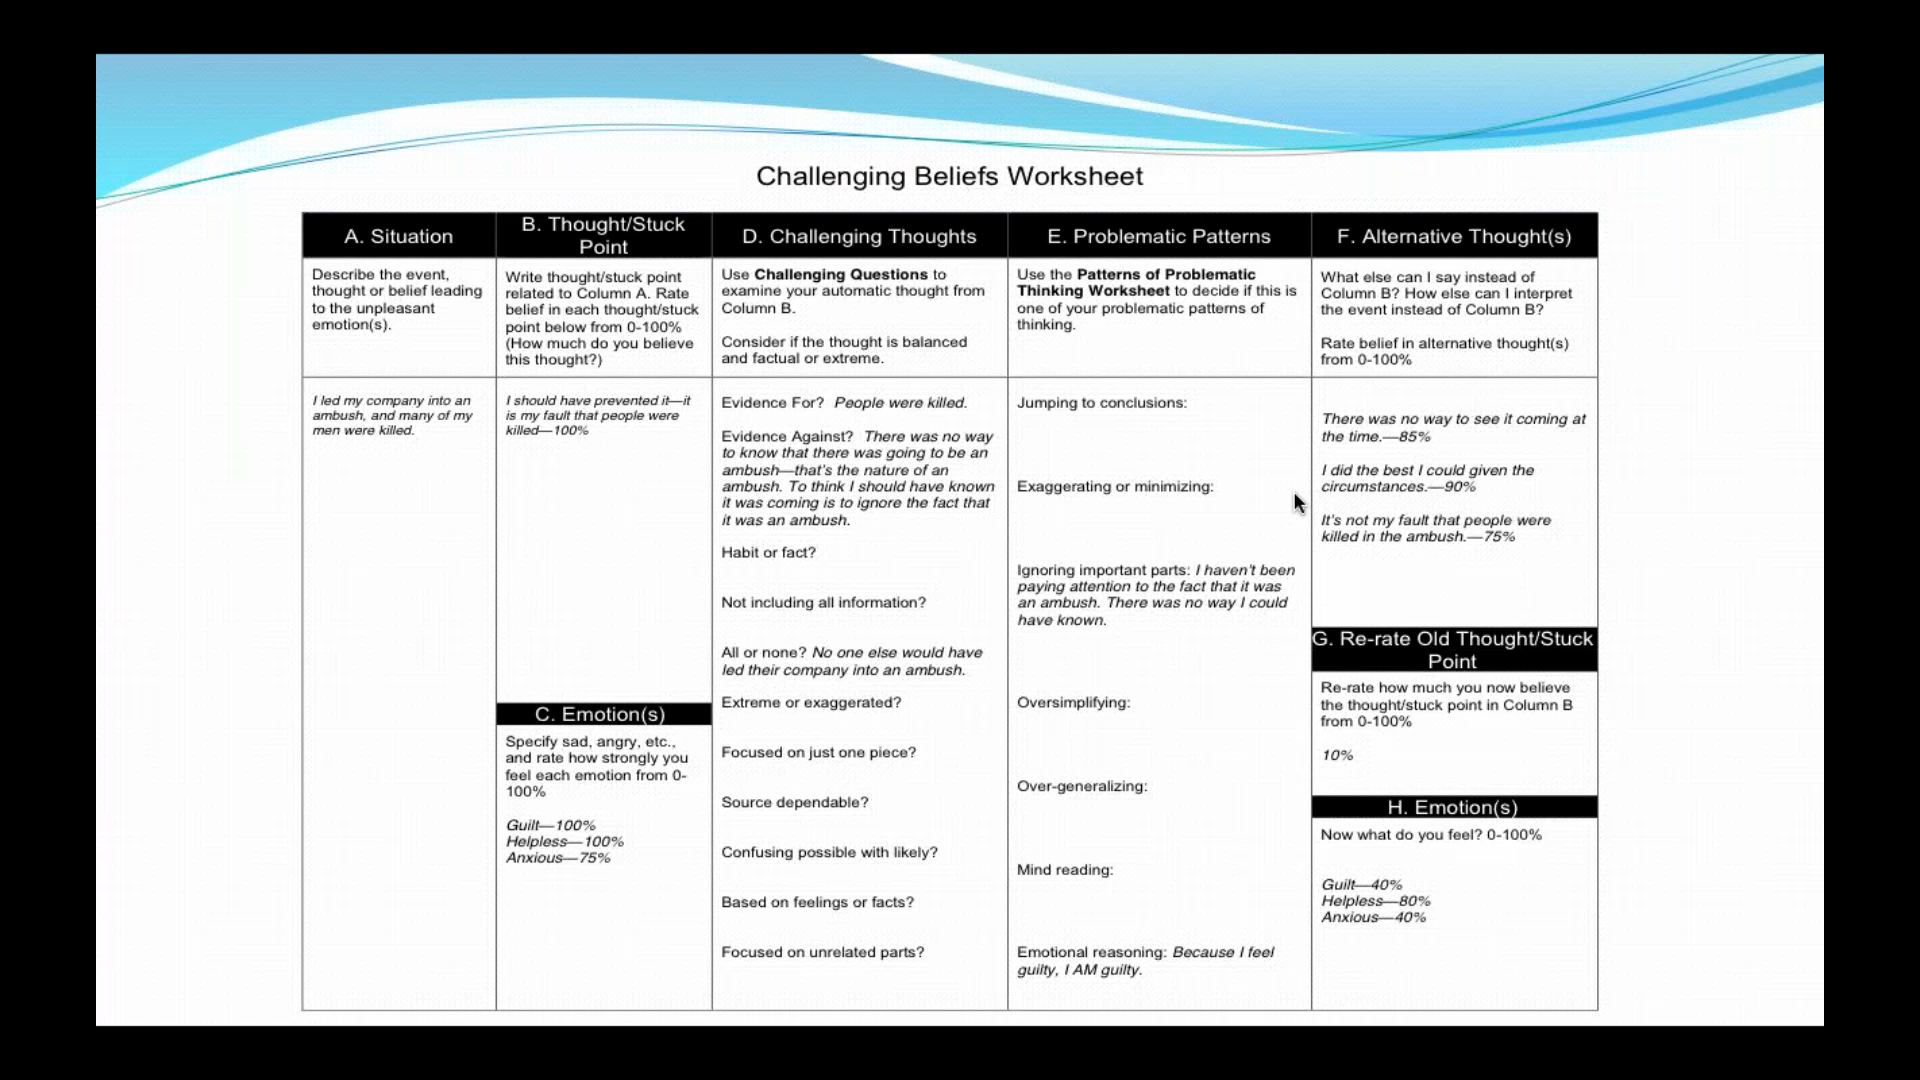 Challenging Beliefs Worksheet
A. Situation
B. Thought/Stuck
Point
D. Challenging Thoughts
E. Problematic Patterns
F. Alternative Thought(s)
Describe the event,
thought or belief leading
to the unpleasant
emotion(s).
Write thought/stuck point
related to Column A. Rate
belief in each thought/stuck
point below from 0-100%
(How much do you believe
this thought?)
Use Challenging Questions to
examine your automatic thought from
Column B.
Consider if the thought is balanced
and factual or extreme.
Use the Patterns of Problematic
Thinking Worksheet to decide if this is
one of your problematic patterns of
thinking.
What else can I say instead of
Column B? How else can I interpret
the event instead of Column B?
Rate belief in alternative thought(s)
from 0-100%
I led my company into an
ambush, and many of my
men were killed.
I should have prevented it—it
is my fault that people were
killed—100%
C. Emotion(s)
Specify sad, angry, etc.,
and rate how strongly you
feel each emotion from 0-
100%
Guilt—100%
Helpless—100%
Anxious—75%
Evidence For? People were killed.
Evidence Against? There was no way
to know that there was going to be an
ambush—that's the nature of an
ambush. To think I should have known
it was coming is to ignore the fact that
it was an ambush.
Habit or fact?
Not including all information?
All or none? No one else would have
led their company into an ambush.
Extreme or exaggerated?
Focused on just one piece?
Source dependable?
Confusing possible with likely?
Based on feelings or facts?
Focused on unrelated parts?
Jumping to conclusions:
Exaggerating or minimizing:
Ignoring important parts: I haven't been
paying attention to the fact that it was
an ambush. There was no way I could
have known.
Oversimplifying:
Over-generalizing:
Mind reading:
Emotional reasoning: Because I feel
guilty, I AM guilty.
There was no way to see it coming at
the time.—85%
I did the best I could given the
circumstances.—90%
It's not my fault that people were
killed in the ambush.—75%
G. Re-rate Old Thought/Stuck
Point
Re-rate how much you now believe
the thought/stuck point in Column B
from 0-100%
10%
H. Emotion(s)
Now what do you feel? 0-100%
Guilt—40%
Helpless—80%
Anxious—40%